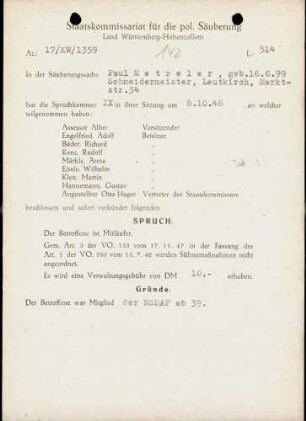 Staatskommissariat für die pol. Säuberung
Land Württemberg-Hohenzollern
Az.: 17/XW/1359 142 L. 514
In der Säuberungssache Paul Metzeler, geb.16.6.99
Schneidermeister, Leutkirch, Markt-
str.34
hat die Spruchkammer IX in ihrer Sitzung am 8.10.48 an welcher
teilgenommen haben:
Assessor Alber Vorsitzender
Engelfried, Adolf Beisitzer
Bader, Richard "
Konz, Rudolf "
Märkle, Anna "
Eisele, Wilhelm "
Klett, Martin "
Hannemann, Gustav "
Angestellter Otto Hager Vertreter des Staatskommissars
beschlossen und sofort verkündet folgenden
SPRUCH:
Der Betroffene ist Mitläufer.
Gem. Art. 3 der VO. 133 vom 17. 11. 47 in der Fassung des
Art. 1 der VO. 165 vom 13. 7. 48 werden Sühnemaßnahmen nicht
angeordnet.
Es wird eine Verwaltungsgebühr von DM 10.- erhoben.
Gründe:
Der Betroffene war Mitglied der NSDAP ab 39.